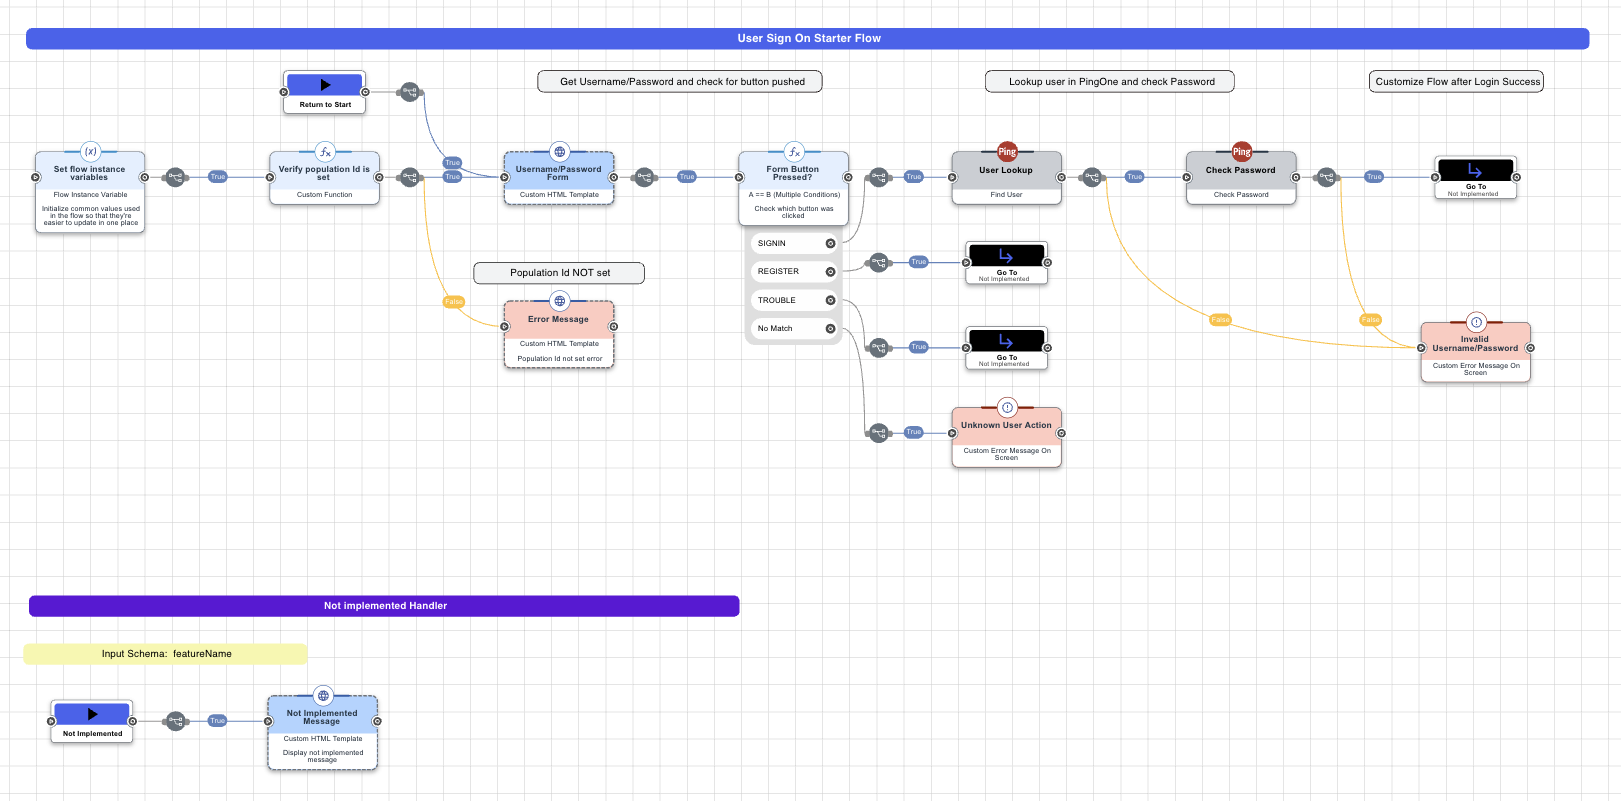 User Sign On Starter Flow
Get Username/Password and check for button pushed
Lookup user in PingOne and check Password
Customize Flow after Login Success
Return to Start
True
Set flow instance
variables
Flow Instance Variable
Initialize common values used
in the flow so that they're
easier to update in one place
True
Verify population Id is
set
Custom Function
True
Username/Password
Form
Custom HTML Template
True
Form Button
Pressed?
A == B (Multiple Conditions)
Check which button was
clicked
SIGNIN
REGISTER
TROUBLE
No Match
True
Ping
User Lookup
Find User
True
Ping
Check Password
Check Password
True
Go To
Not Implemented
True
Go To
Not Implemented
Population Id NOT set
False
Error Message
Custom HTML Template
Population Id not set error
True
Go To
Not Implemented
False
False
Invalid
Username/Password
Custom Error Message On
Screen
True
Unknown User Action
Custom Error Message On
Screen
Not implemented Handler
Input Schema: featureName
Not Implemented
True
Not Implemented
Message
Custom HTML Template
Display not implemented
message